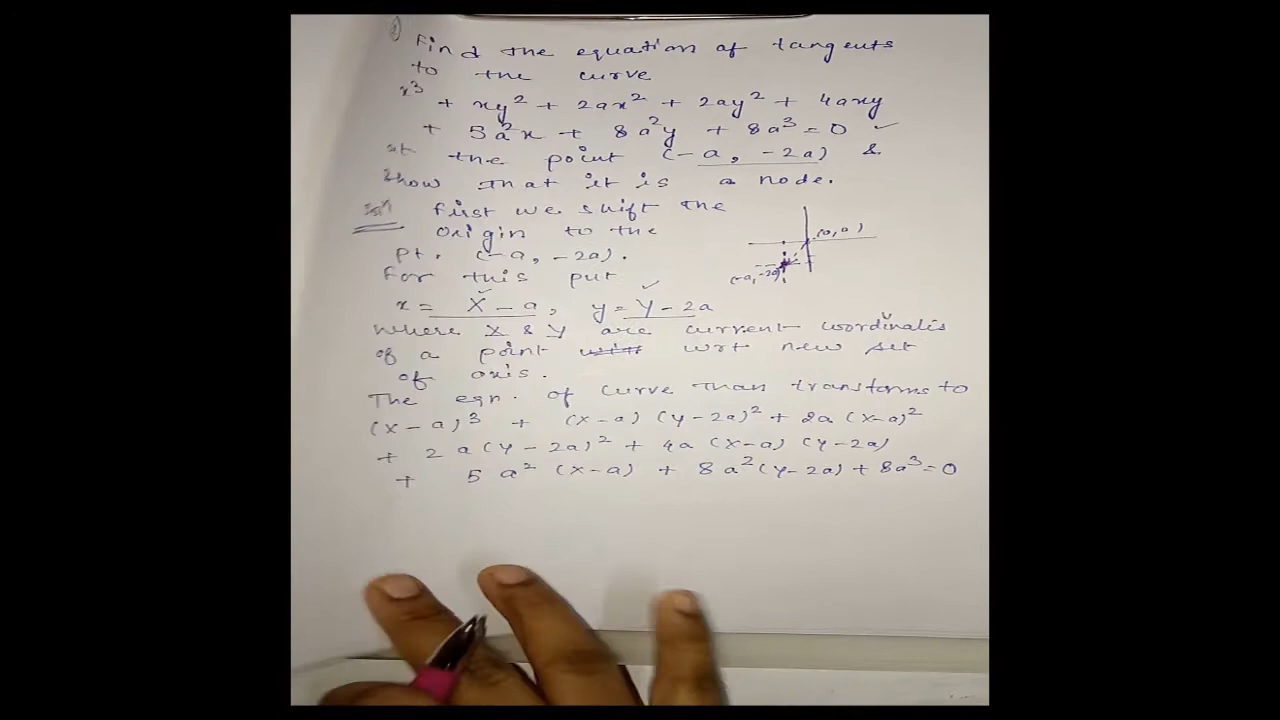 Find the equation of tangents
to the curve
x³ + xy² + 2ax² + 2ay² + 4axy
+ 5a²x + 8a²y + 8a³ = 0 ✓
at the point (-a, -2a) &
show that it is a node.
Solⁿ First we shift the
origin to the
pt. (-a, -2a).
(0,0)
(-a,-2a)
For this put
x = X - a, y = Y - 2a
where X & Y are current coordinates
of a point wrt new set
of axis.
The eqn. of curve than transforms to
(X-a)³ + (X-a) (Y-2a)² + 2a (X-a)²
+ 2a (Y-2a)² + 4a (X-a) (Y-2a)
+ 5a² (X-a) + 8a² (Y-2a) + 8a³ = 0